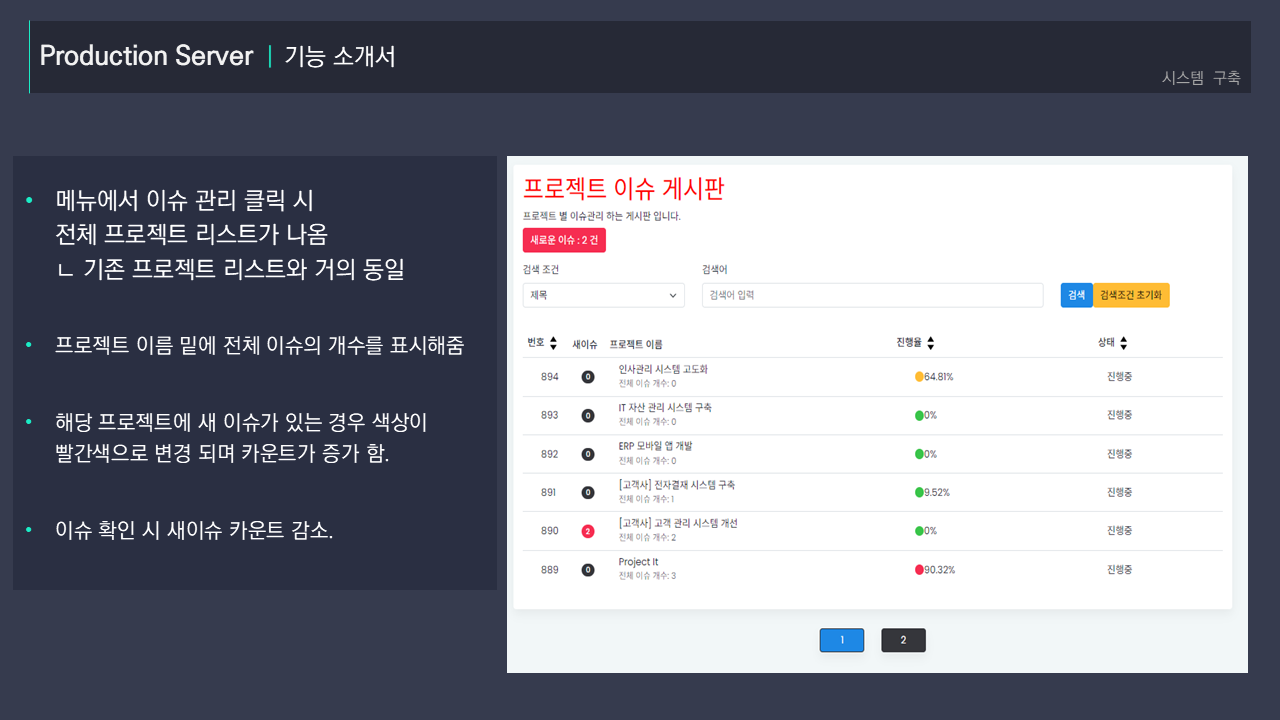 Production Server | 기능 소개서
시스템 구축
• 메뉴에서 이슈 관리 클릭 시
전체 프로젝트 리스트가 나옴
ㄴ 기존 프로젝트 리스트와 거의 동일
• 프로젝트 이름 밑에 전체 이슈의 개수를 표시해줌
• 해당 프로젝트에 새 이슈가 있는 경우 색상이
빨간색으로 변경 되며 카운트가 증가 함.
• 이슈 확인 시 새이슈 카운트 감소.
프로젝트 이슈 게시판
프로젝트 별 이슈관리 하는 게시판 입니다.
새로운 이슈 : 2 건
검색 조건 검색어
제목 검색어 입력 검색 검색조건 초기화
번호 새이슈 프로젝트 이름 진행율 상태
894 0 인사관리 시스템 고도화 64.81% 진행중
전체 이슈 개수: 0
893 0 IT 자산 관리 시스템 구축 0% 진행중
전체 이슈 개수: 0
892 0 ERP 모바일 앱 개발 0% 진행중
전체 이슈 개수: 0
891 0 [고객사] 전자결재 시스템 구축 9.52% 진행중
전체 이슈 개수: 1
890 2 [고객사] 고객 관리 시스템 개선 0% 진행중
전체 이슈 개수: 2
889 0 Project It 90.32% 진행중
전체 이슈 개수: 3
1 2